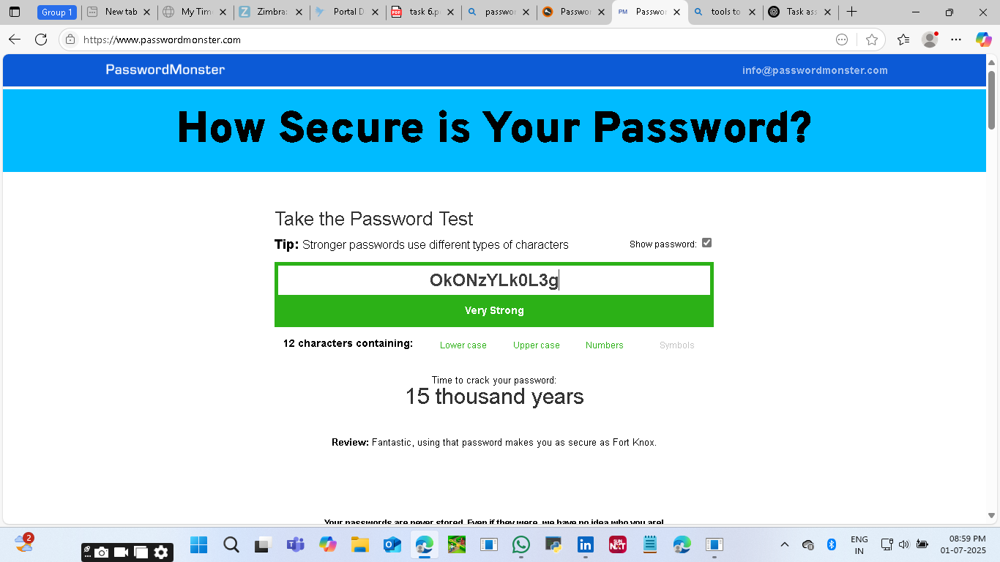 Group 1
New tab
My Tim
Zimbra:
Portal D
task 6.p
passwor
Passwor
Passwor
tools to
Task ass
https://www.passwordmonster.com
PasswordMonster
info@passwordmonster.com
How Secure is Your Password?
Take the Password Test
Tip: Stronger passwords use different types of characters
Show password:
OkONzYLk0L3g
Very Strong
12 characters containing:
Lower case
Upper case
Numbers
Symbols
Time to crack your password:
15 thousand years
Review: Fantastic, using that password makes you as secure as Fort Knox.
Your passwords are never stored. Even if they were, we have no idea who you are!
2
ENG
IN
08:59 PM
01-07-2025